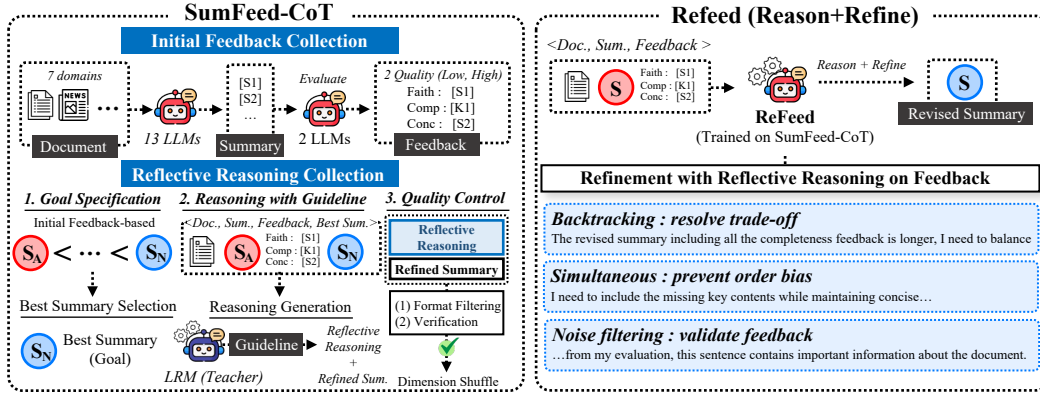 SumFeed-CoT
Initial Feedback Collection
7 domains
NEWS
...
Document
13 LLMs
[S1]
[S2]
...
Summary
Evaluate
2 LLMs
2 Quality (Low, High)
Faith : [S1]
Comp : [K1]
Conc : [S2]
Feedback
Reflective Reasoning Collection
1. Goal Specification
Initial Feedback-based
S_A < ... < S_N
Best Summary Selection
S_N
Best Summary
(Goal)
2. Reasoning with Guideline
<Doc., Sum., Feedback, Best Sum.>
S_A
Faith : [S1]
Comp : [K1]
Conc : [S2]
S_N
Reasoning Generation
Guideline
LRM (Teacher)
Reflective
Reasoning
+
Refined Sum.
3. Quality Control
Reflective
Reasoning
Refined Summary
(1) Format Filtering
(2) Verification
Dimension Shuffle
Refeed (Reason+Refine)
<Doc., Sum., Feedback >
S
Faith : [S1]
Comp : [K1]
Conc : [S2]
ReFeed
(Trained on SumFeed-CoT)
Reason + Refine
S
Revised Summary
Refinement with Reflective Reasoning on Feedback
Backtracking : resolve trade-off
The revised summary including all the completeness feedback is longer, I need to balance
Simultaneous : prevent order bias
I need to include the missing key contents while maintaining concise…
Noise filtering : validate feedback
…from my evaluation, this sentence contains important information about the document.